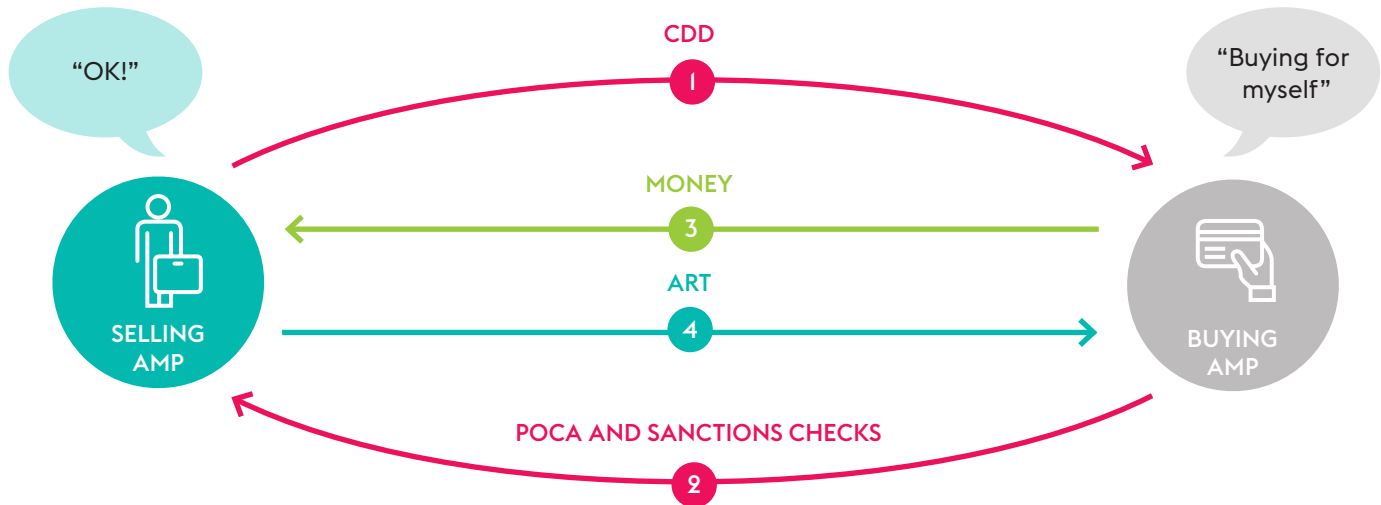 CDD
“OK!”
“Buying for
myself”
1
MONEY
3
ART
4
SELLING
AMP
BUYING
AMP
POCA AND SANCTIONS CHECKS
2